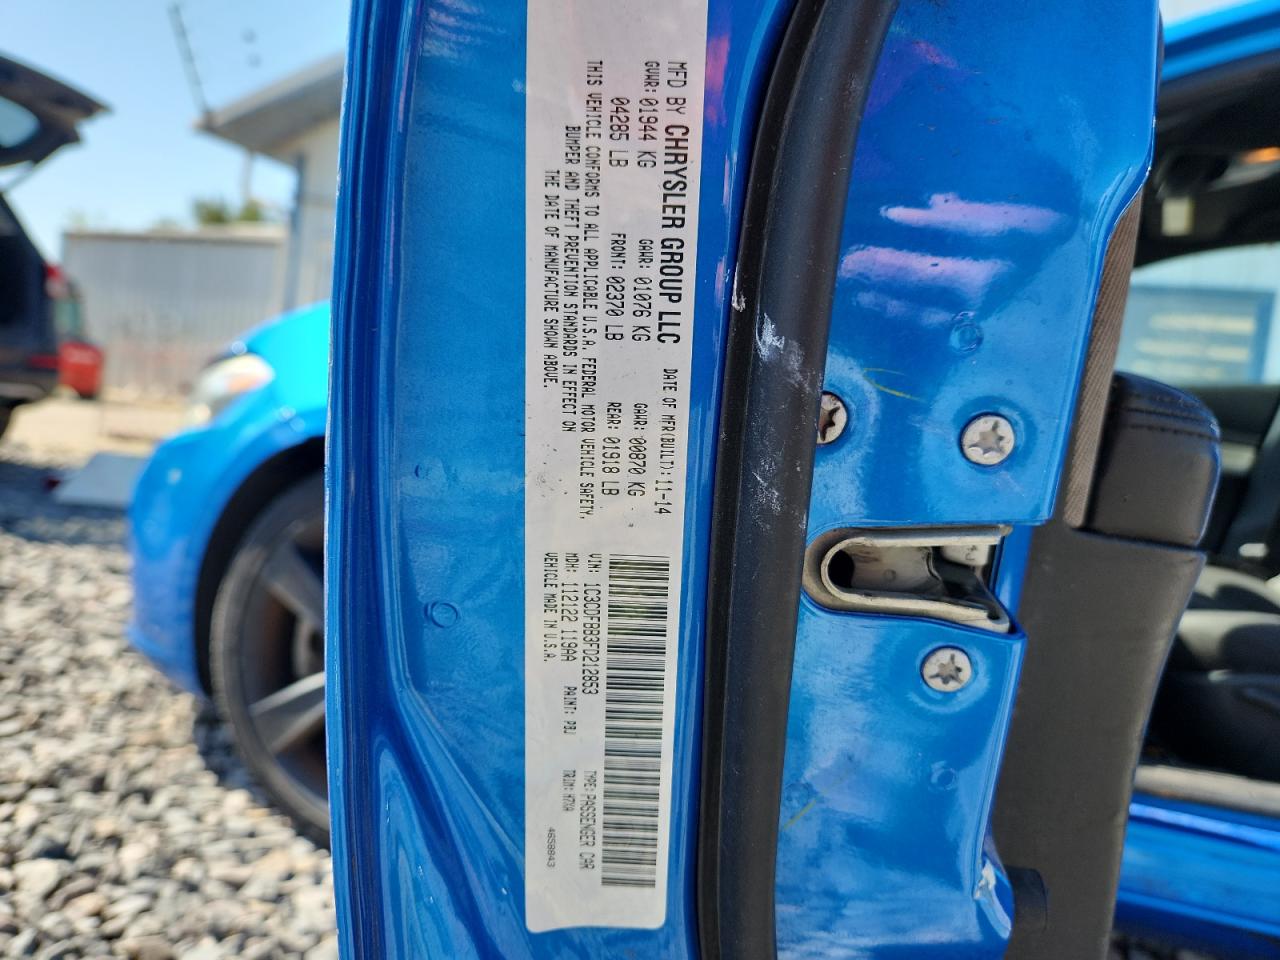 MFD BY CHRYSLER GROUP LLC DATE OF MFR(BUILT): 11-14
GVWR: 01944 KG GAWR: 01076 KG GAWR: 00870 KG
04285 LB FRONT: 02370 LB REAR: 01918 LB
THIS VEHICLE CONFORMS TO ALL APPLICABLE U.S.A. FEDERAL MOTOR VEHICLE SAFETY,
BUMPER AND THEFT PREVENTION STANDARDS IN EFFECT ON
THE DATE OF MANUFACTURE SHOWN ABOVE.
VIN: 1C3CDFBB3FD212853 TYPE: PASSENGER CAR
MDH: 112122 119AA PAINT: PBJ TRIM: H7XA
VEHICLE MADE IN U.S.A. 4658843